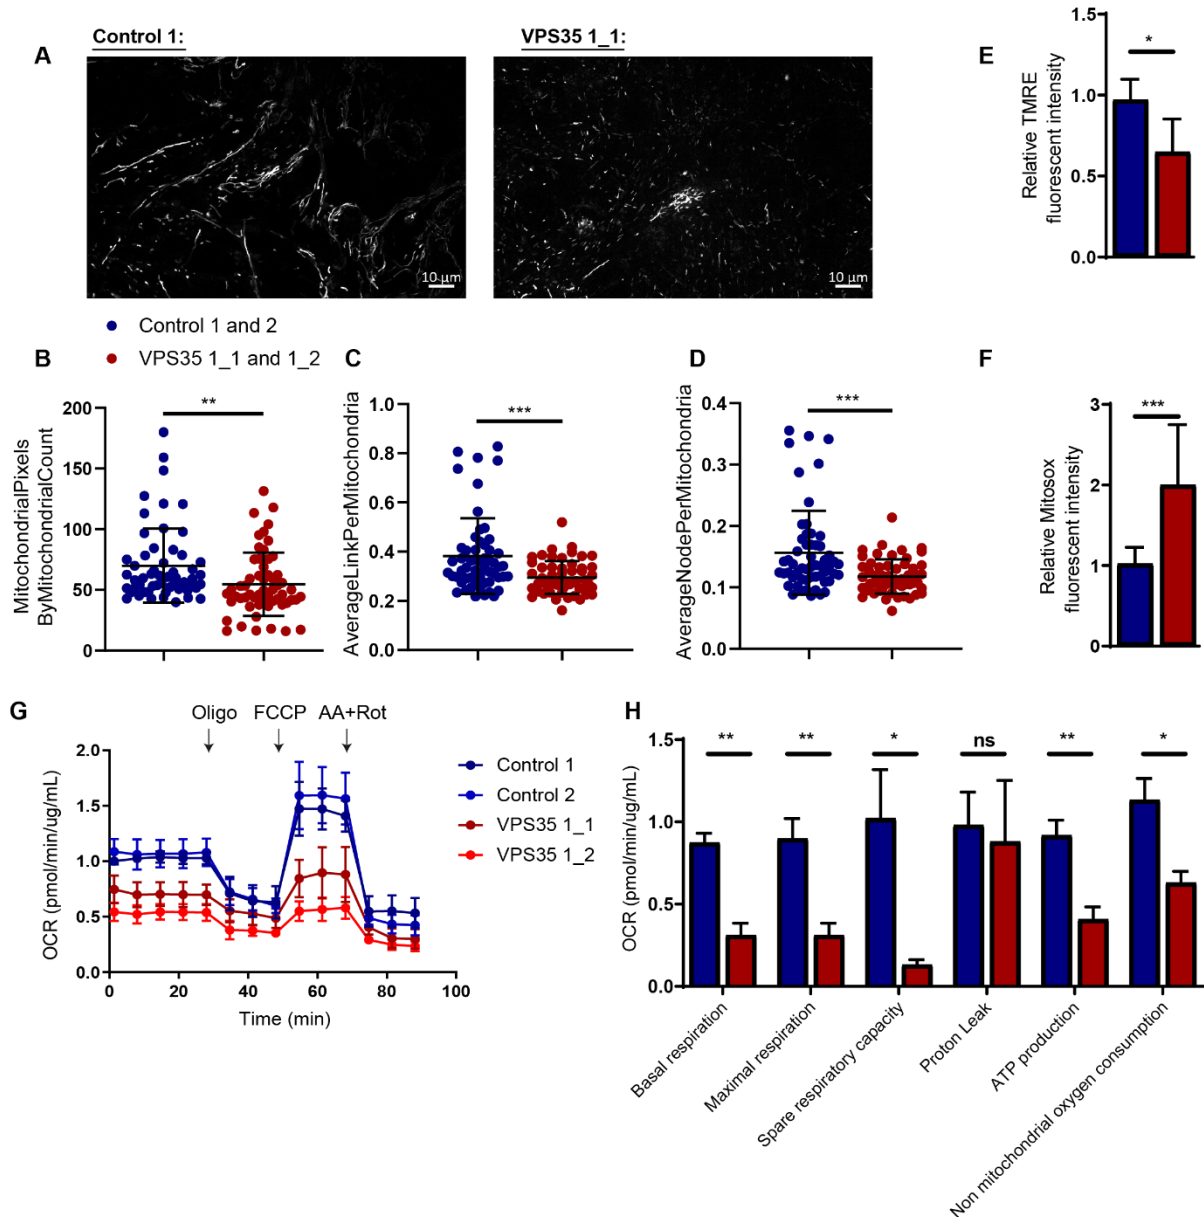 Control 1:
VPS35 1_1:
A
10 µm
10 µm
E
Relative TMRE
fluorescent intensity
1.5
1.0
0.5
0.0
*
Control 1 and 2
VPS35 1_1 and 1_2
B
MitochondrialPixels
ByMitochondrialCount
200
150
100
50
0
**
C
AverageLinkPerMitochondria
1.0
0.8
0.6
0.4
0.2
0.0
***
D
AverageNodePerMitochondria
0.4
0.3
0.2
0.1
0.0
***
F
Relative Mitosox
fluorescent intensity
3
2
1
0
***
G
Oligo FCCP AA+Rot
OCR (pmol/min/ug/mL)
2.0
1.5
1.0
0.5
0.0
0 20 40 60 80 100
Time (min)
Control 1
Control 2
VPS35 1_1
VPS35 1_2
H
OCR (pmol/min/ug/mL)
1.5
1.0
0.5
0.0
** ** * ns ** *
Basal respiration
Maximal respiration
Spare respiratory capacity
Proton Leak
ATP production
Non mitochondrial oxygen consumption